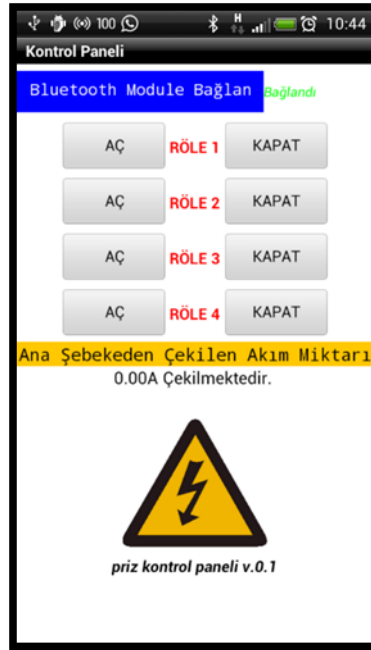 100 H 10:44
Kontrol Paneli
Bluetooth Module Bağlan Bağlandı
AÇ RÖLE 1 KAPAT
AÇ RÖLE 2 KAPAT
AÇ RÖLE 3 KAPAT
AÇ RÖLE 4 KAPAT
Ana Şebekeden Çekilen Akım Miktarı
0.00A Çekilmektedir.
priz kontrol paneli v.0.1